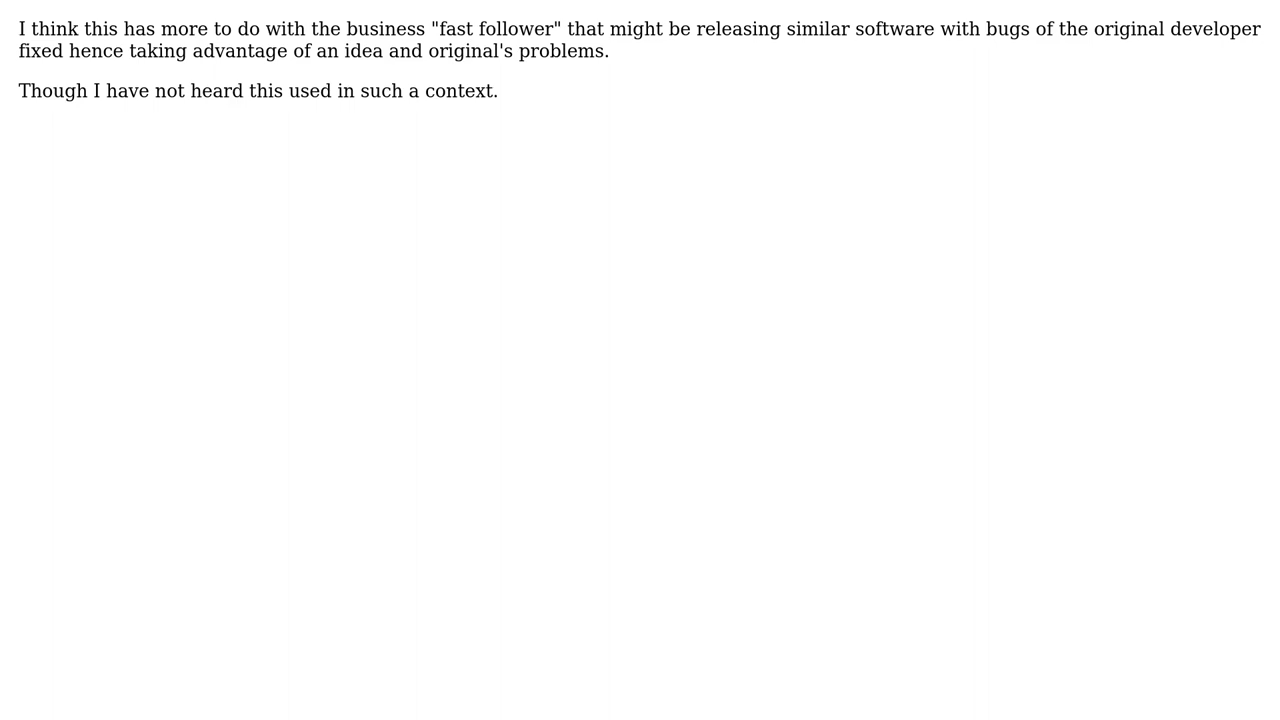 I think this has more to do with the business "fast follower" that might be releasing similar software with bugs of the original developer
fixed hence taking advantage of an idea and original's problems.
Though I have not heard this used in such a context.